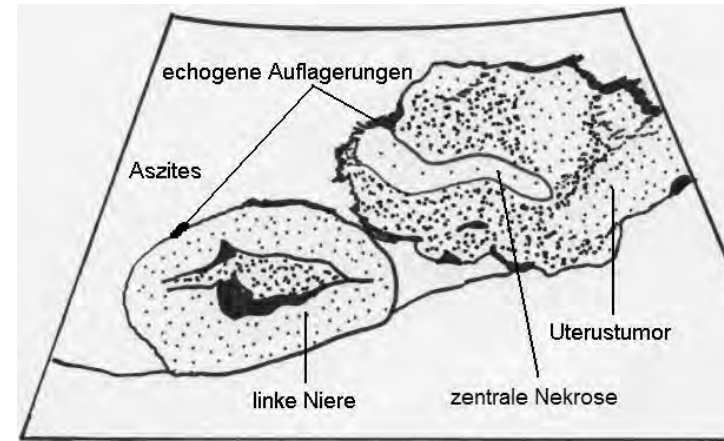 echogene Auflagerungen
Aszites
Uterustumor
linke Niere
zentrale Nekrose